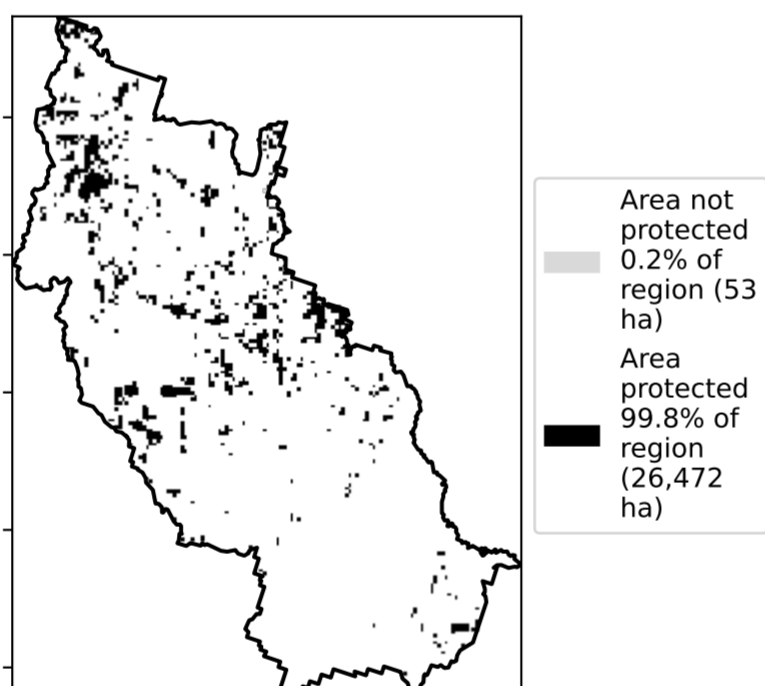 Area not
protected
0.2% of
region (53
ha)
Area
protected
99.8% of
region
(26,472
ha)